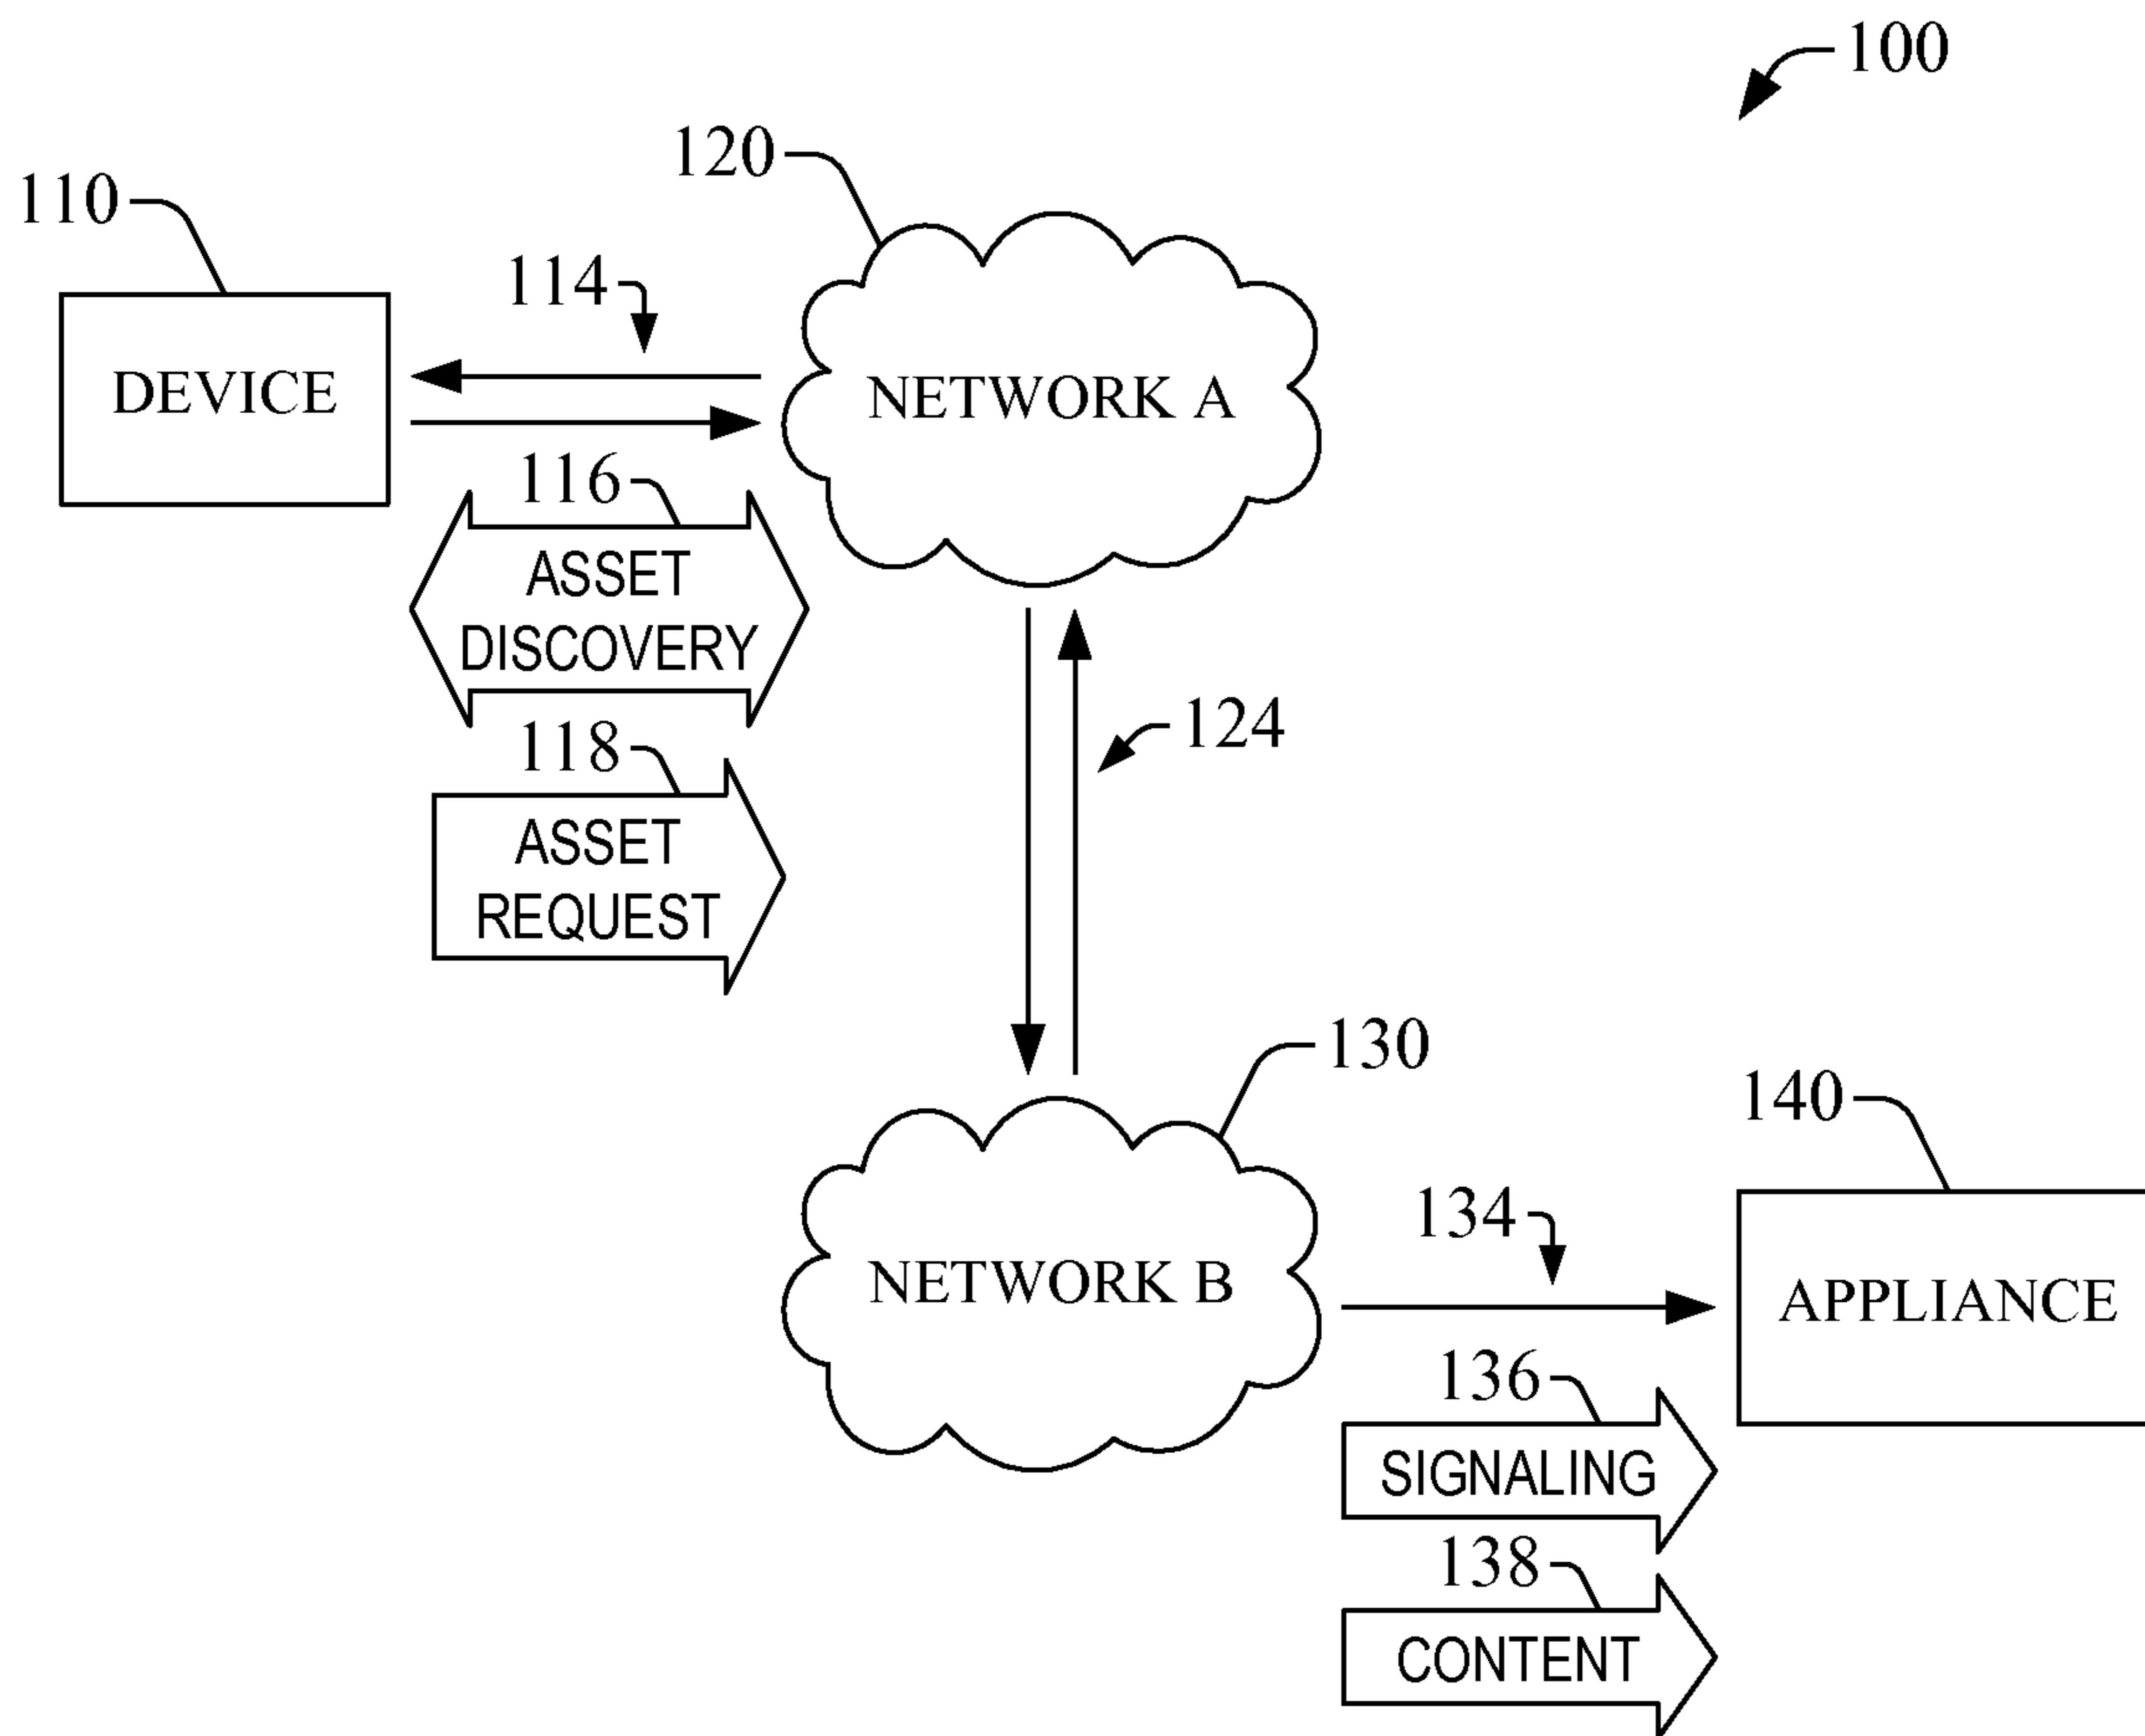 100
120
110
114
DEVICE
NETWORK A
116
ASSET
DISCOVERY
118
124
ASSET
REQUEST
130
140
134
NETWORK B
APPLIANCE
136
SIGNALING
138
CONTENT